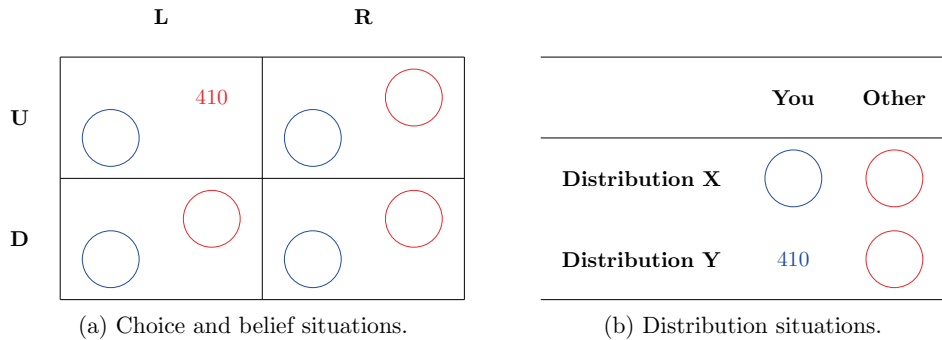 L R
U 410
D
(a) Choice and belief situations.
You Other
Distribution X
Distribution Y 410
(b) Distribution situations.